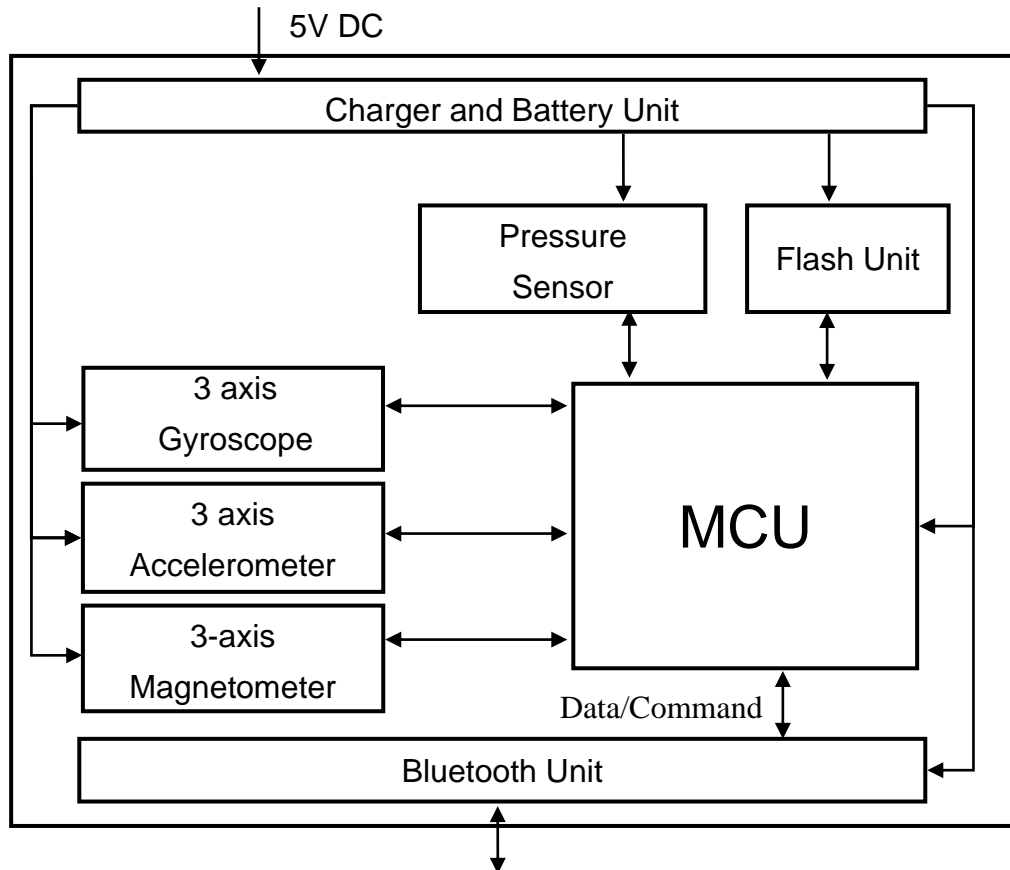 5V DC
Charger and Battery Unit
Pressure
Sensor
Flash Unit
3 axis
Gyroscope
3 axis
Accelerometer
3-axis
Magnetometer
MCU
Data/Command
Bluetooth Unit